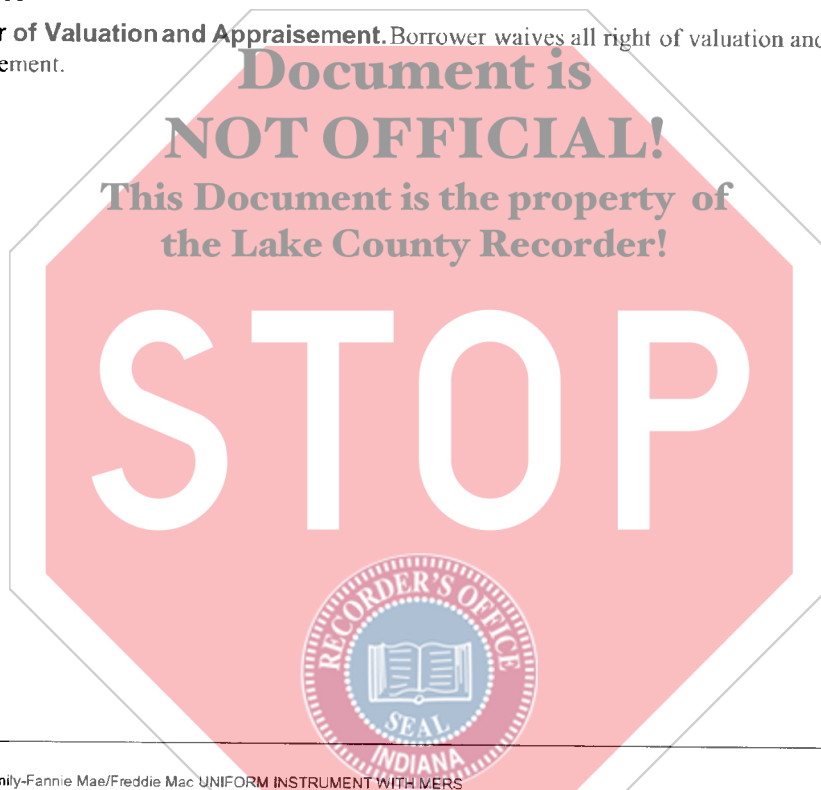 r of Valuation and Appraisement. Borrower waives all right of valuation and
ement.
Document is
NOT OFFICIAL!
This Document is the property of
the Lake County Recorder!
STOP
RECORDER'S OFFICE
SEAL
INDIANA
nily-Fannie Mae/Freddie Mac UNIFORM INSTRUMENT WITH MERS